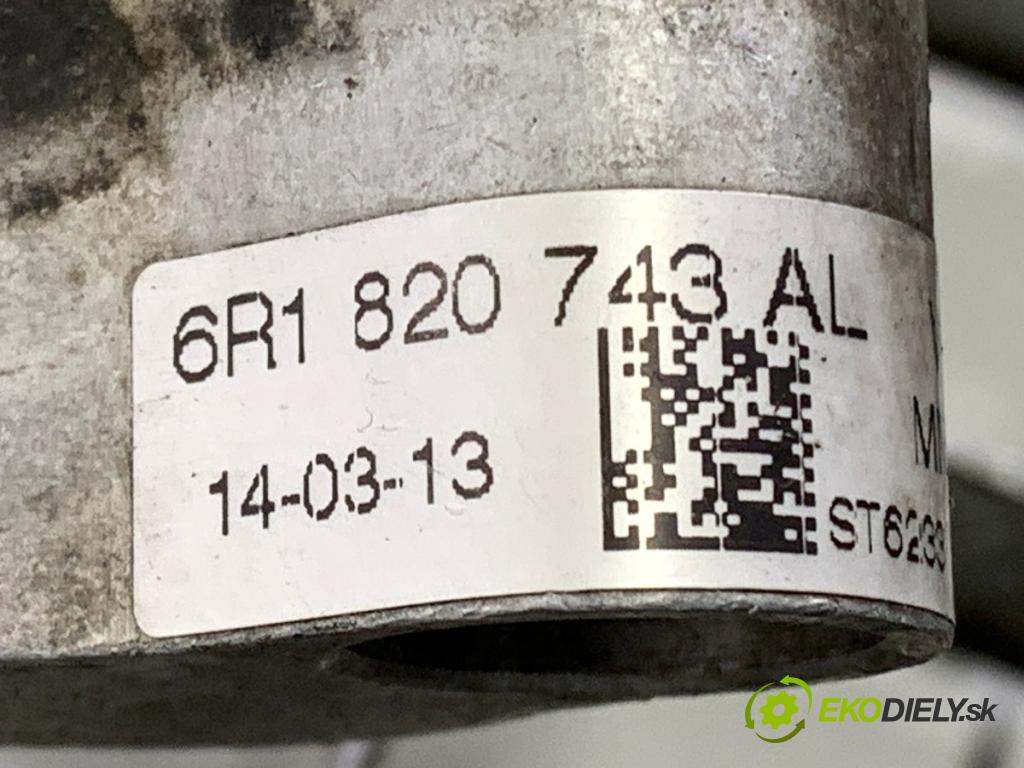 6R1 820 743 AL
14-03-13
ST6233
EKODIELY.sk